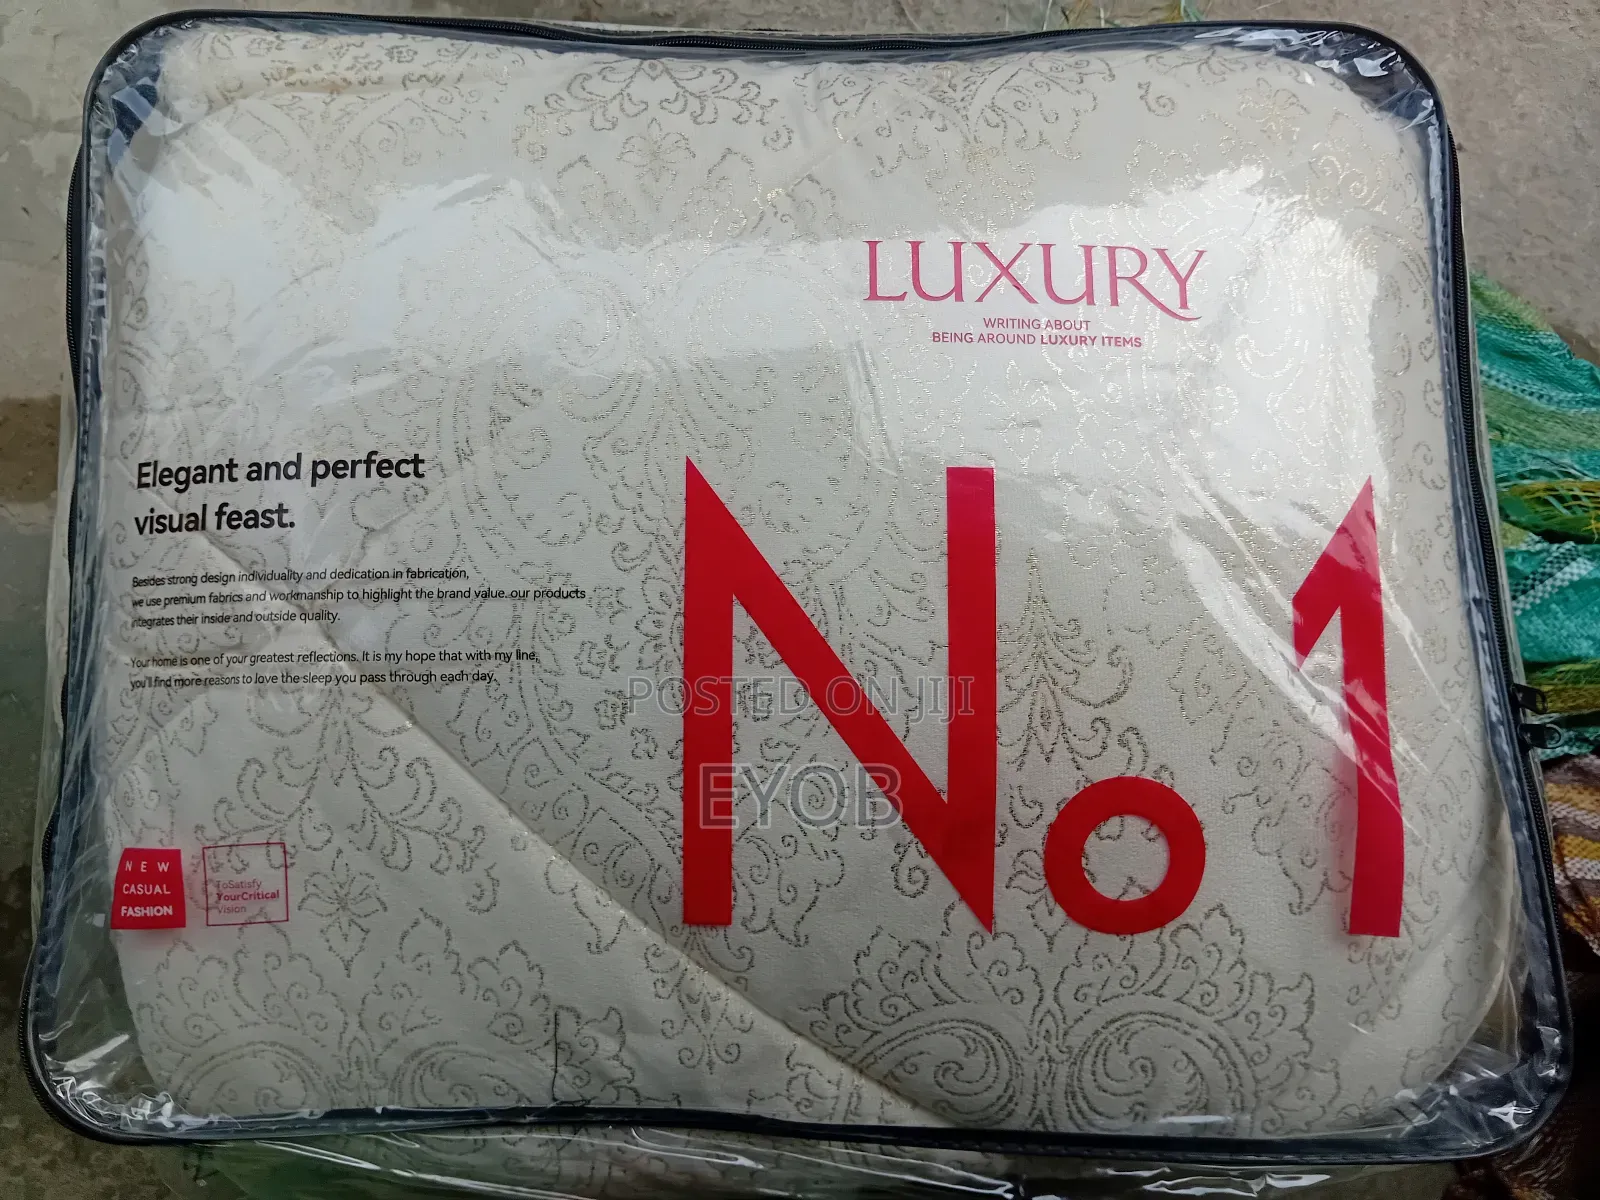 LUXURY
WRITING ABOUT
BEING AROUND LUXURY ITEMS
Elegant and perfect
visual feast.
Besides strong design individuality and dedication in fabrication,
we use premium fabrics and workmanship to highlight the brand value. our products
integrates their inside and outside quality.
Your home is one of your greatest reflections. It is my hope that with my line,
you'll find more reasons to love the sleep you pass through each day.
No1
POSTED ON JIJI
EYOB
NEW
CASUAL
FASHION
ToSatisfy
YourCritical
Vision